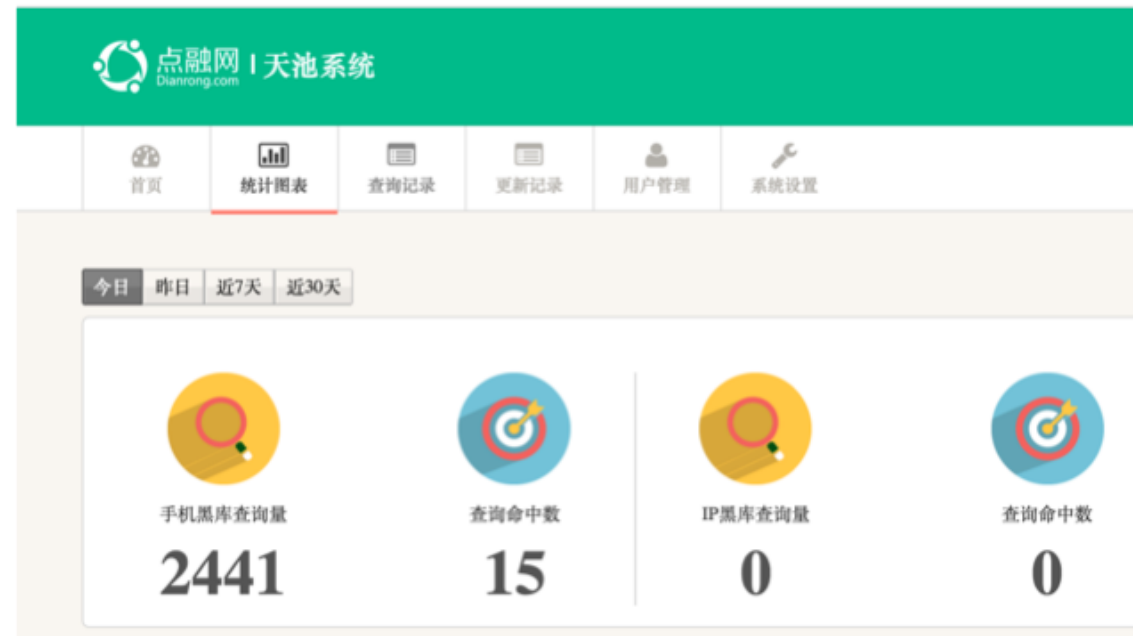 点融网 | 天池系统
Dianrong.com
首页 统计图表 查询记录 更新记录 用户管理 系统设置
今日 昨日 近7天 近30天
手机黑库查询量 查询命中数 IP黑库查询量 查询命中数
2441 15 0 0